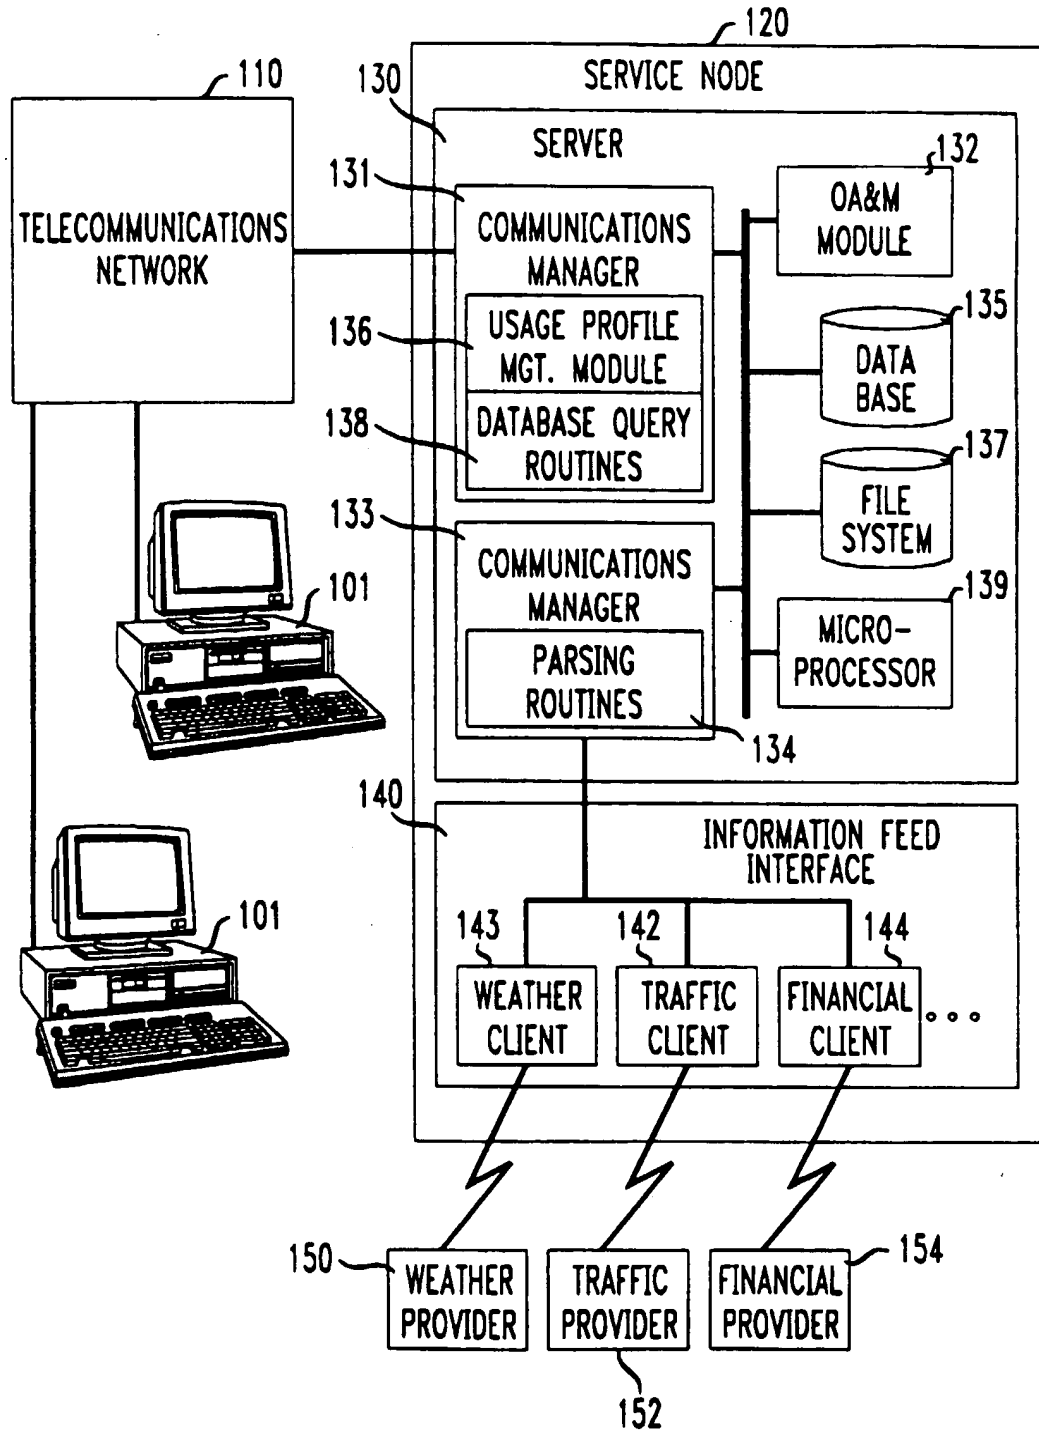 120
110
SERVICE NODE
130
SERVER
131
132
TELECOMMUNICATIONS
NETWORK
COMMUNICATIONS
MANAGER
OA&M
MODULE
136
USAGE PROFILE
MGT. MODULE
135
DATA
BASE
138
DATABASE QUERY
ROUTINES
137
FILE
SYSTEM
133
COMMUNICATIONS
MANAGER
139
MICRO-
PROCESSOR
101
PARSING
ROUTINES
134
140
INFORMATION FEED
INTERFACE
101
143
142
144
WEATHER
CLIENT
TRAFFIC
CLIENT
FINANCIAL
CLIENT
150
WEATHER
PROVIDER
TRAFFIC
PROVIDER
154
FINANCIAL
PROVIDER
152